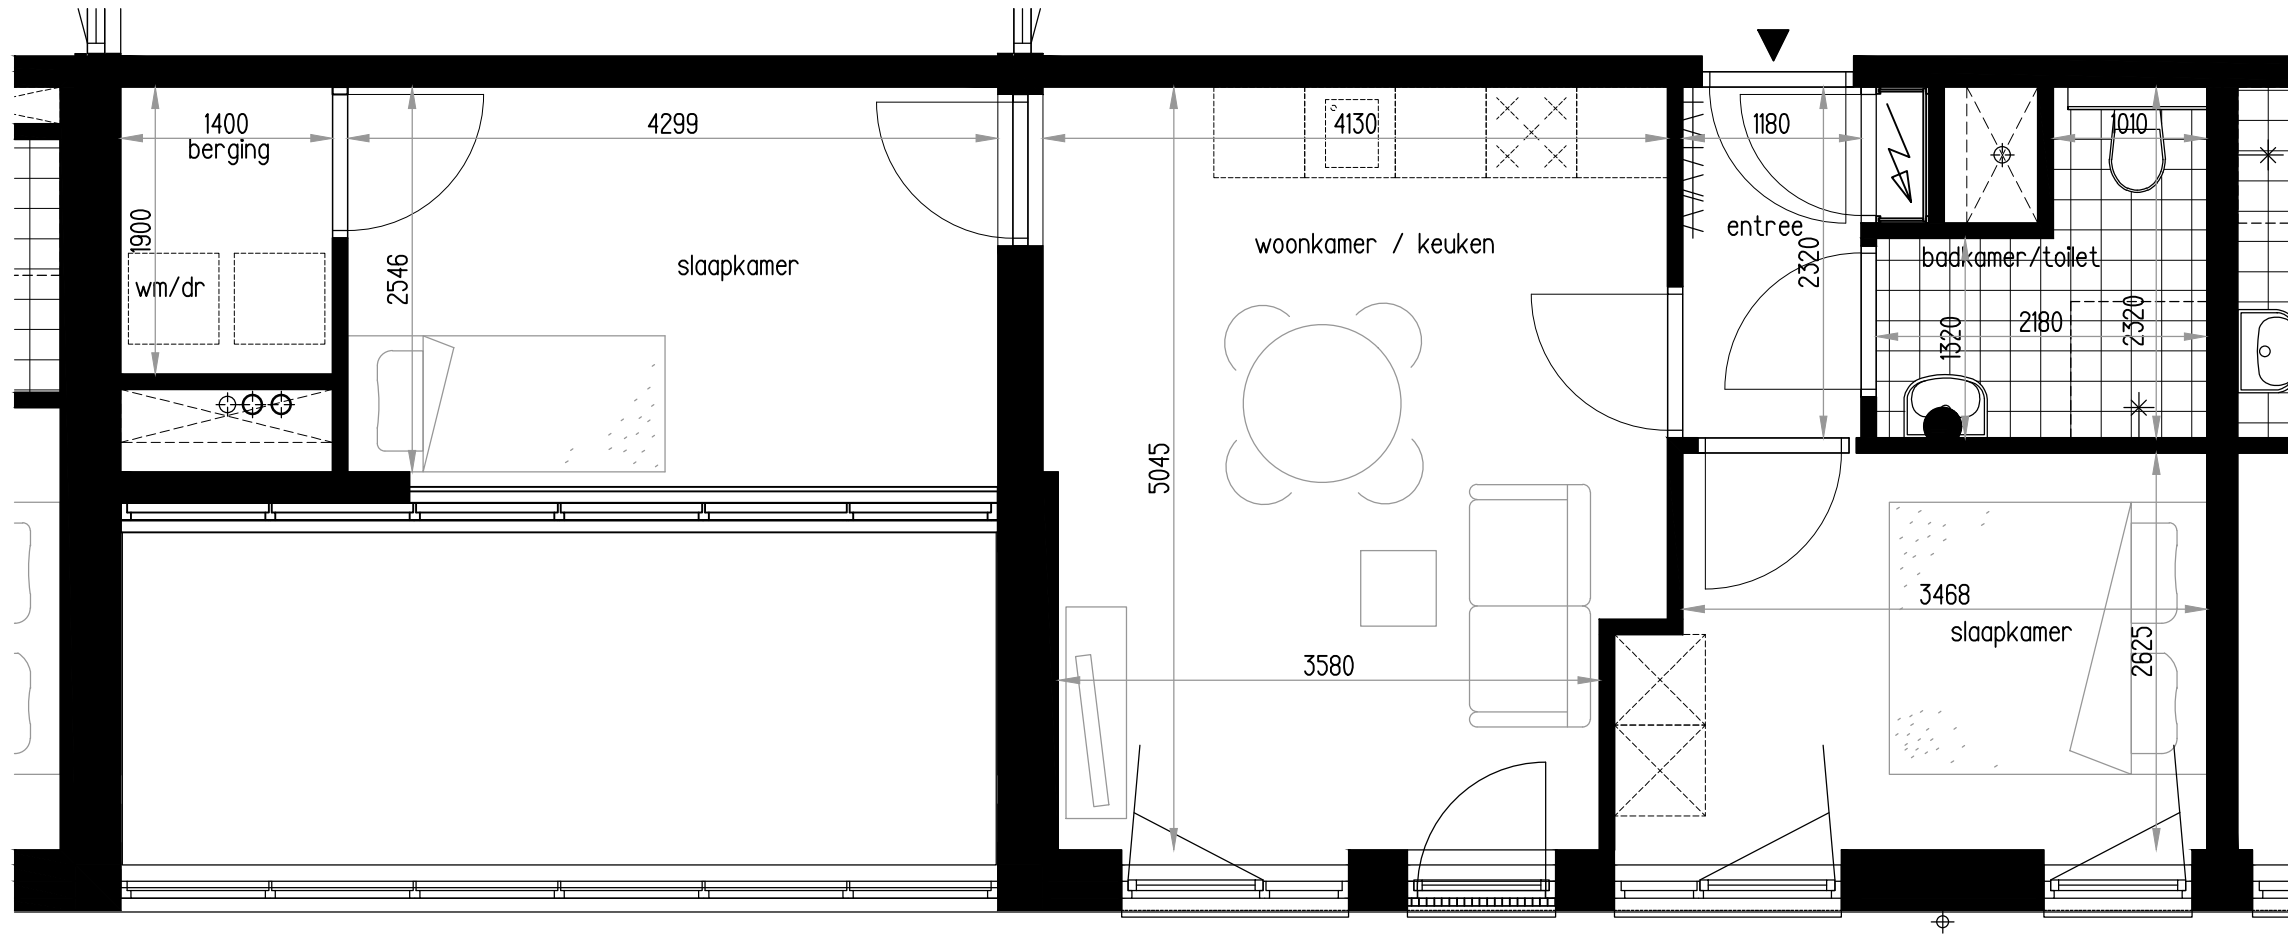 1400
berging
4299
4130
1180
1010
1900
wm/dr
2546
slaapkamer
woonkamer / keuken
entree
2320
badkamer/toilet
1320
2180
2320
5045
3580
3468
slaapkamer
2625